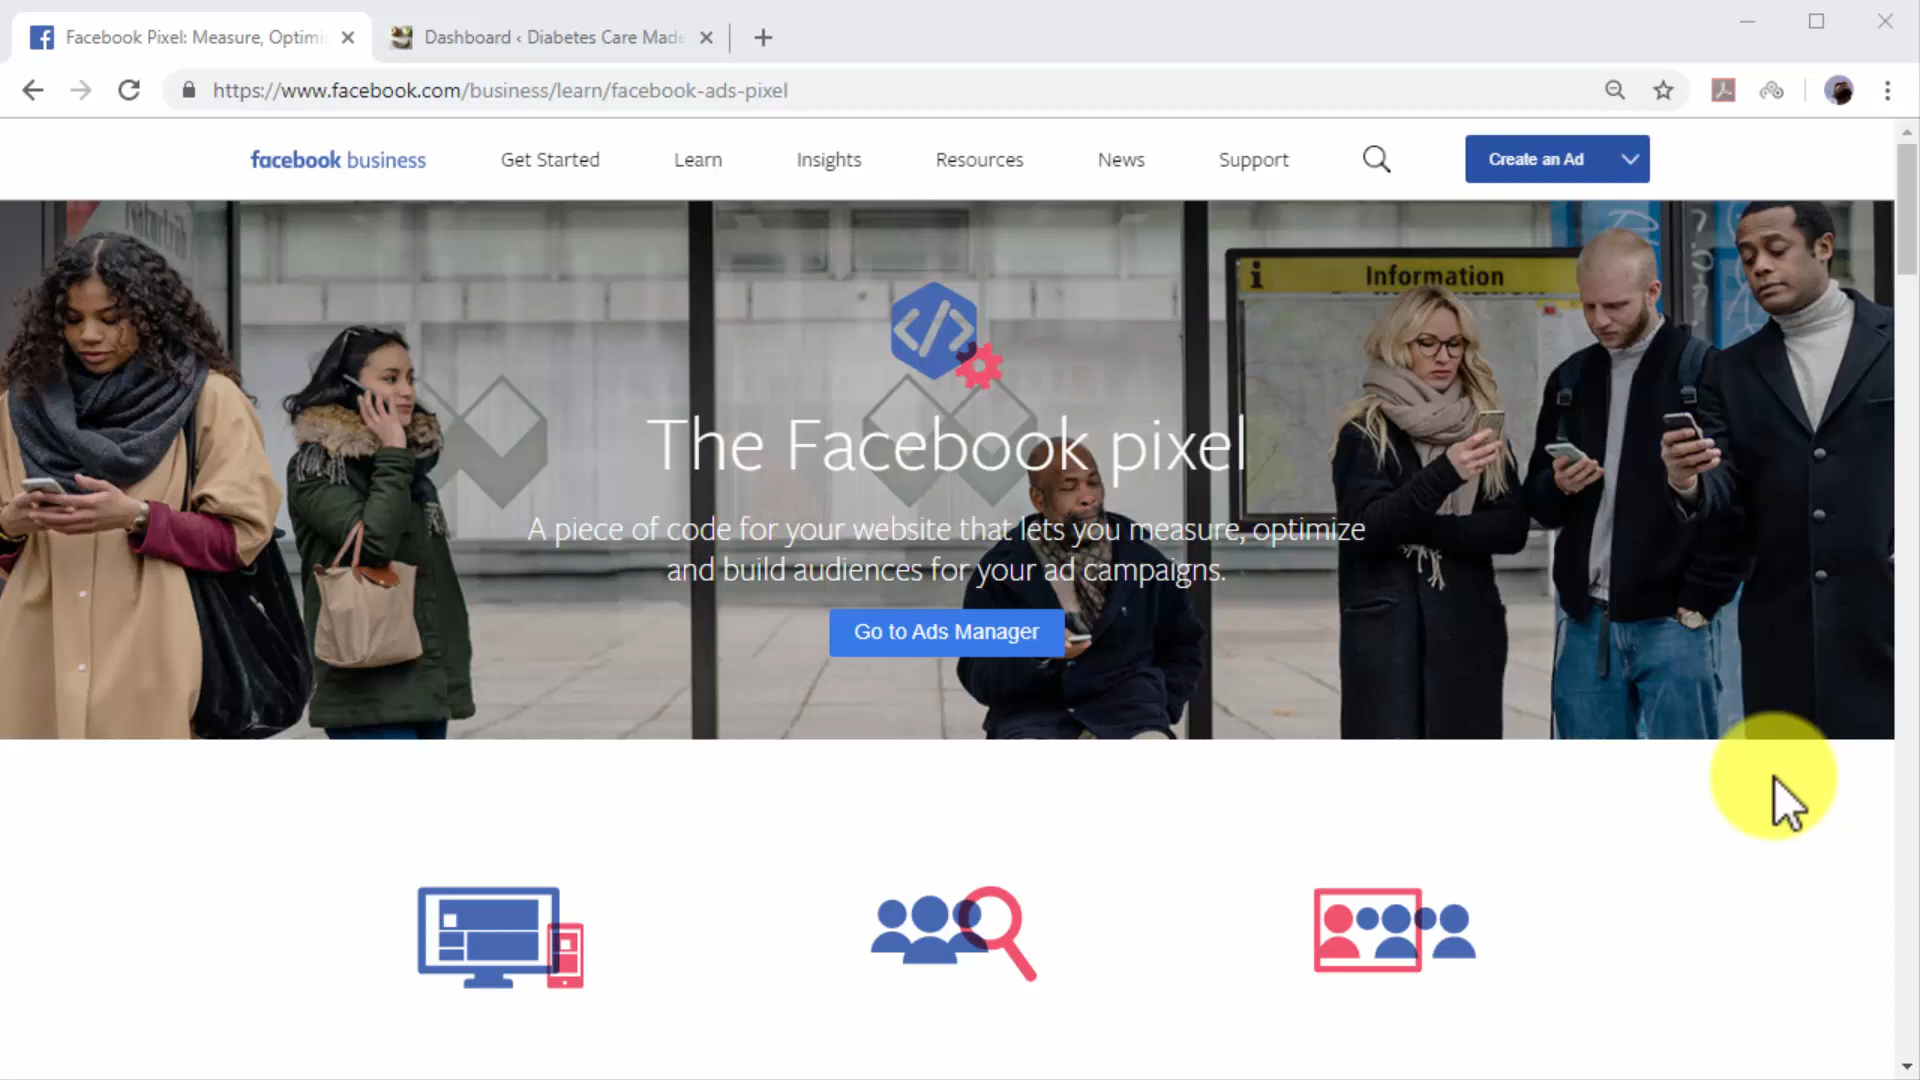 Facebook Pixel: Measure, Optimi
Dashboard ‹ Diabetes Care Made
https://www.facebook.com/business/learn/facebook-ads-pixel
facebook business
Get Started
Learn
Insights
Resources
News
Support
Create an Ad
i Information
The Facebook pixel
A piece of code for your website that lets you measure, optimize
and build audiences for your ad campaigns.
Go to Ads Manager